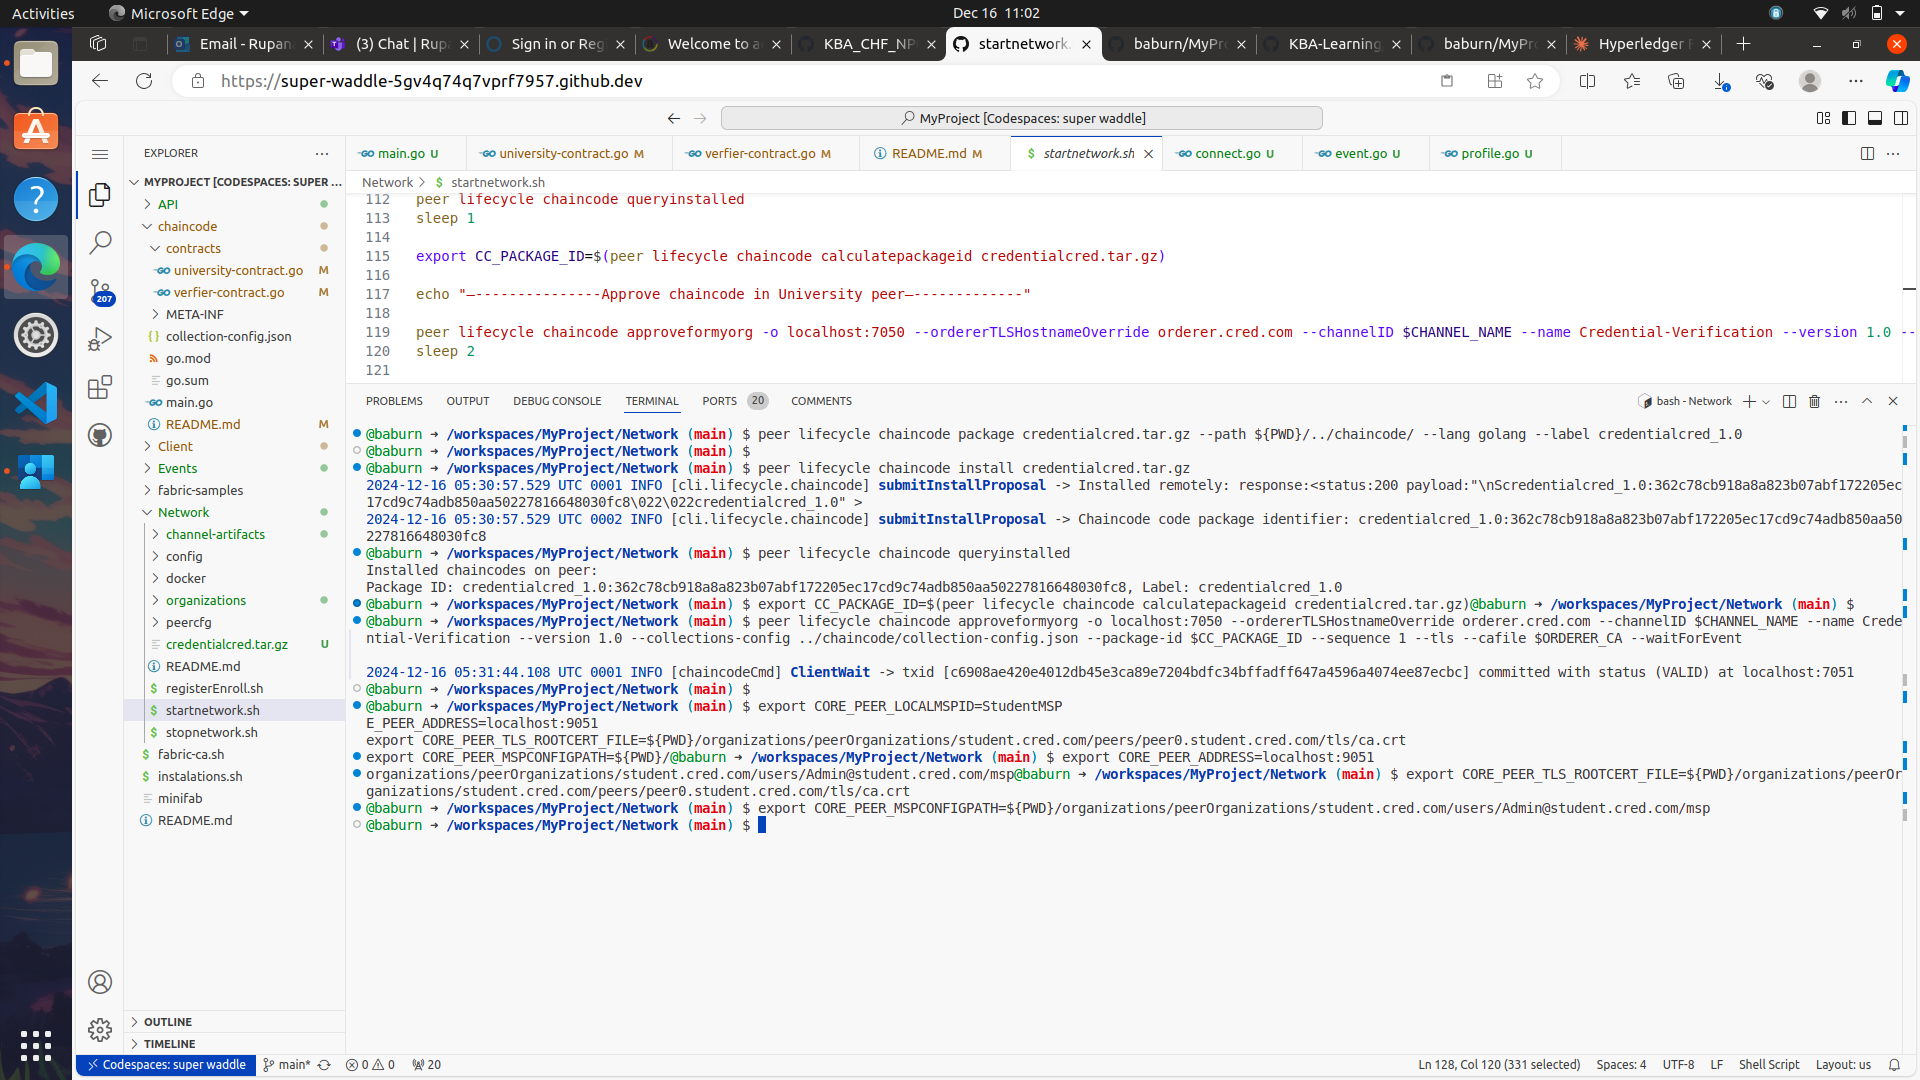 Activities
Microsoft Edge
Dec 16 11:02
Email - Rupan
(3) Chat | Rup
Sign in or Reg
Welcome to a
KBA_CHF_NP
startnetwork.
baburn/MyPr
KBA-Learning
baburn/MyPr
Hyperledger F
https://super-waddle-5gv4q74q7vprf7957.github.dev
MyProject [Codespaces: super waddle]
EXPLORER
main.go U
university-contract.go M
verfier-contract.go M
README.md M
startnetwork.sh
connect.go U
event.go U
profile.go U
MYPROJECT [CODESPACES: SUPER ...
API
chaincode
contracts
university-contract.go M
verfier-contract.go M
META-INF
collection-config.json
go.mod
go.sum
main.go
README.md M
Client
Events
fabric-samples
Network
channel-artifacts
config
docker
organizations
peercfg
credentialcred.tar.gz U
README.md
registerEnroll.sh
startnetwork.sh
stopnetwork.sh
fabric-ca.sh
instalations.sh
minifab
README.md
OUTLINE
TIMELINE
207
Network > $ startnetwork.sh
112 peer lifecycle chaincode queryinstalled
113 sleep 1
114
115 export CC_PACKAGE_ID=$(peer lifecycle chaincode calculatepackageid credentialcred.tar.gz)
116
117 echo "—---------------Approve chaincode in University peer—-------------"
118
119 peer lifecycle chaincode approveformyorg -o localhost:7050 --ordererTLSHostnameOverride orderer.cred.com --channelID $CHANNEL_NAME --name Credential-Verification --version 1.0 --
120 sleep 2
121
PROBLEMS OUTPUT DEBUG CONSOLE TERMINAL PORTS 20 COMMENTS
bash - Network
@baburn ➜ /workspaces/MyProject/Network (main) $ peer lifecycle chaincode package credentialcred.tar.gz --path ${PWD}/../chaincode/ --lang golang --label credentialcred_1.0
@baburn ➜ /workspaces/MyProject/Network (main) $
@baburn ➜ /workspaces/MyProject/Network (main) $ peer lifecycle chaincode install credentialcred.tar.gz
2024-12-16 05:30:57.529 UTC 0001 INFO [cli.lifecycle.chaincode] submitInstallProposal -> Installed remotely: response:<status:200 payload:"\nScredentialcred_1.0:362c78cb918a8a823b07abf172205ec
17cd9c74adb850aa50227816648030fc8\022\022credentialcred_1.0" >
2024-12-16 05:30:57.529 UTC 0002 INFO [cli.lifecycle.chaincode] submitInstallProposal -> Chaincode code package identifier: credentialcred_1.0:362c78cb918a8a823b07abf172205ec17cd9c74adb850aa50
227816648030fc8
@baburn ➜ /workspaces/MyProject/Network (main) $ peer lifecycle chaincode queryinstalled
Installed chaincodes on peer:
Package ID: credentialcred_1.0:362c78cb918a8a823b07abf172205ec17cd9c74adb850aa50227816648030fc8, Label: credentialcred_1.0
@baburn ➜ /workspaces/MyProject/Network (main) $ export CC_PACKAGE_ID=$(peer lifecycle chaincode calculatepackageid credentialcred.tar.gz)@baburn ➜ /workspaces/MyProject/Network (main) $
@baburn ➜ /workspaces/MyProject/Network (main) $ peer lifecycle chaincode approveformyorg -o localhost:7050 --ordererTLSHostnameOverride orderer.cred.com --channelID $CHANNEL_NAME --name Crede
ntial-Verification --version 1.0 --collections-config ../chaincode/collection-config.json --package-id $CC_PACKAGE_ID --sequence 1 --tls --cafile $ORDERER_CA --waitForEvent
2024-12-16 05:31:44.108 UTC 0001 INFO [chaincodeCmd] ClientWait -> txid [c6908ae420e4012db45e3ca89e7204bdfc34bffadff647a4596a4074ee87ecbc] committed with status (VALID) at localhost:7051
@baburn ➜ /workspaces/MyProject/Network (main) $
@baburn ➜ /workspaces/MyProject/Network (main) $ export CORE_PEER_LOCALMSPID=StudentMSP
E_PEER_ADDRESS=localhost:9051
export CORE_PEER_TLS_ROOTCERT_FILE=${PWD}/organizations/peerOrganizations/student.cred.com/peers/peer0.student.cred.com/tls/ca.crt
export CORE_PEER_MSPCONFIGPATH=${PWD}/@baburn ➜ /workspaces/MyProject/Network (main) $ export CORE_PEER_ADDRESS=localhost:9051
organizations/peerOrganizations/student.cred.com/users/Admin@student.cred.com/msp@baburn ➜ /workspaces/MyProject/Network (main) $ export CORE_PEER_TLS_ROOTCERT_FILE=${PWD}/organizations/peerOr
ganizations/student.cred.com/peers/peer0.student.cred.com/tls/ca.crt
@baburn ➜ /workspaces/MyProject/Network (main) $ export CORE_PEER_MSPCONFIGPATH=${PWD}/organizations/peerOrganizations/student.cred.com/users/Admin@student.cred.com/msp
@baburn ➜ /workspaces/MyProject/Network (main) $
Codespaces: super waddle
main*
0 0
20
Ln 128, Col 120 (331 selected)
Spaces: 4
UTF-8
LF
Shell Script
Layout: us